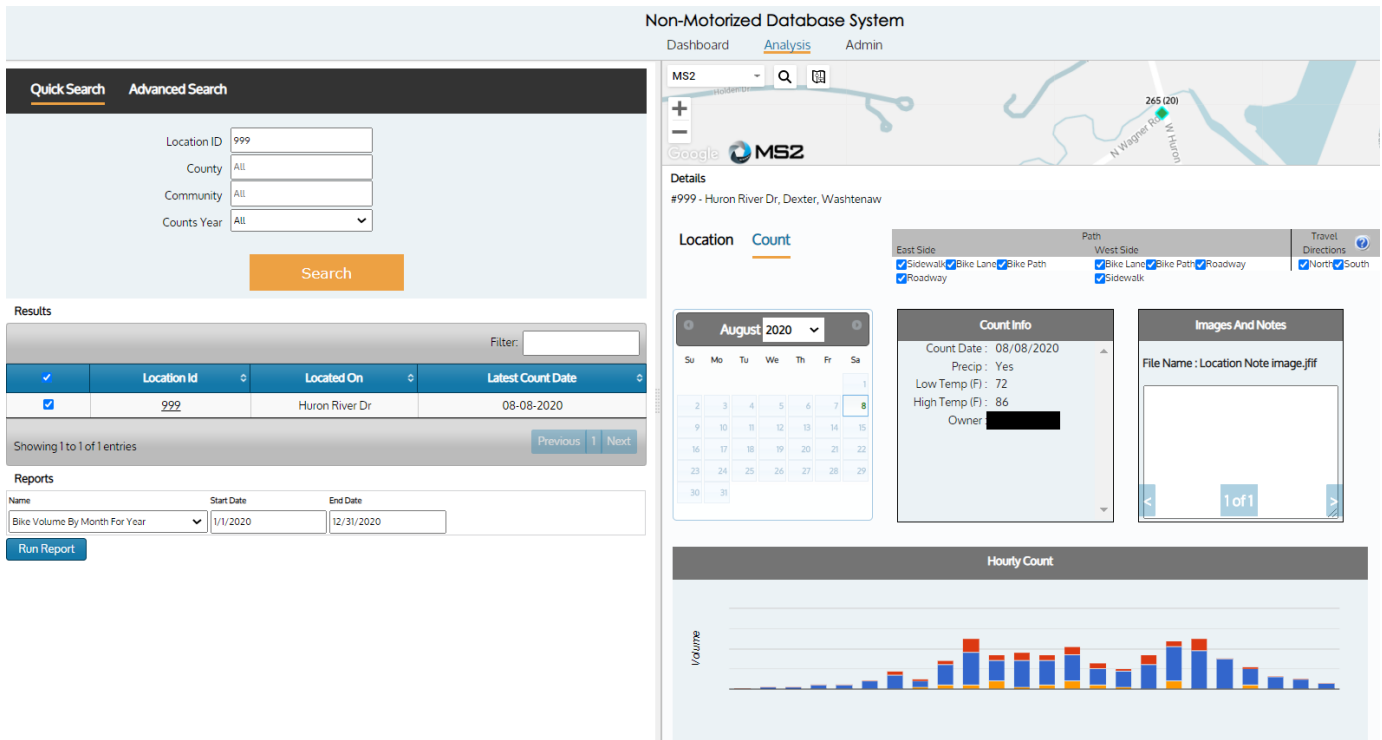 Non-Motorized Database System
Dashboard Analysis Admin
Quick Search Advanced Search
Location ID 999
County All
Community All
Counts Year All
Search
Results
Filter:
Location Id Located On Latest Count Date
999 Huron River Dr 08-08-2020
Showing 1 to 1 of 1 entries
Previous 1 Next
Reports
Name Start Date End Date
Bike Volume By Month For Year 1/1/2020 12/31/2020
Run Report
MS2
Holden Dr
265 (20)
N Wagner Rd
W Huron
Google MS2
Details
#999 - Huron River Dr, Dexter, Washtenaw
Location Count
Path Travel
East Side West Side Directions
Sidewalk Bike Lane Bike Path Bike Lane Bike Path Roadway North South
Roadway Sidewalk
August 2020
Su Mo Tu We Th Fr Sa
1
2 3 4 5 6 7 8
9 10 11 12 13 14 15
16 17 18 19 20 21 22
23 24 25 26 27 28 29
30 31
Count Info
Count Date : 08/08/2020
Precip : Yes
Low Temp (F) : 72
High Temp (F) : 86
Owner :
Images And Notes
File Name : Location Note image.jfif
< 1 of 1 >
Hourly Count
Volume